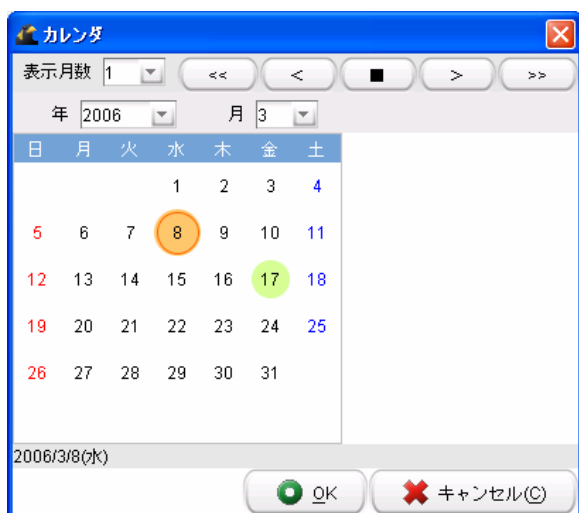 カレンダ
表示月数 1 << < ■ > >>
年 2006 月 3
日 月 火 水 木 金 土
1 2 3 4
5 6 7 8 9 10 11
12 13 14 15 16 17 18
19 20 21 22 23 24 25
26 27 28 29 30 31
2006/3/8(水)
OK キャンセル(C)